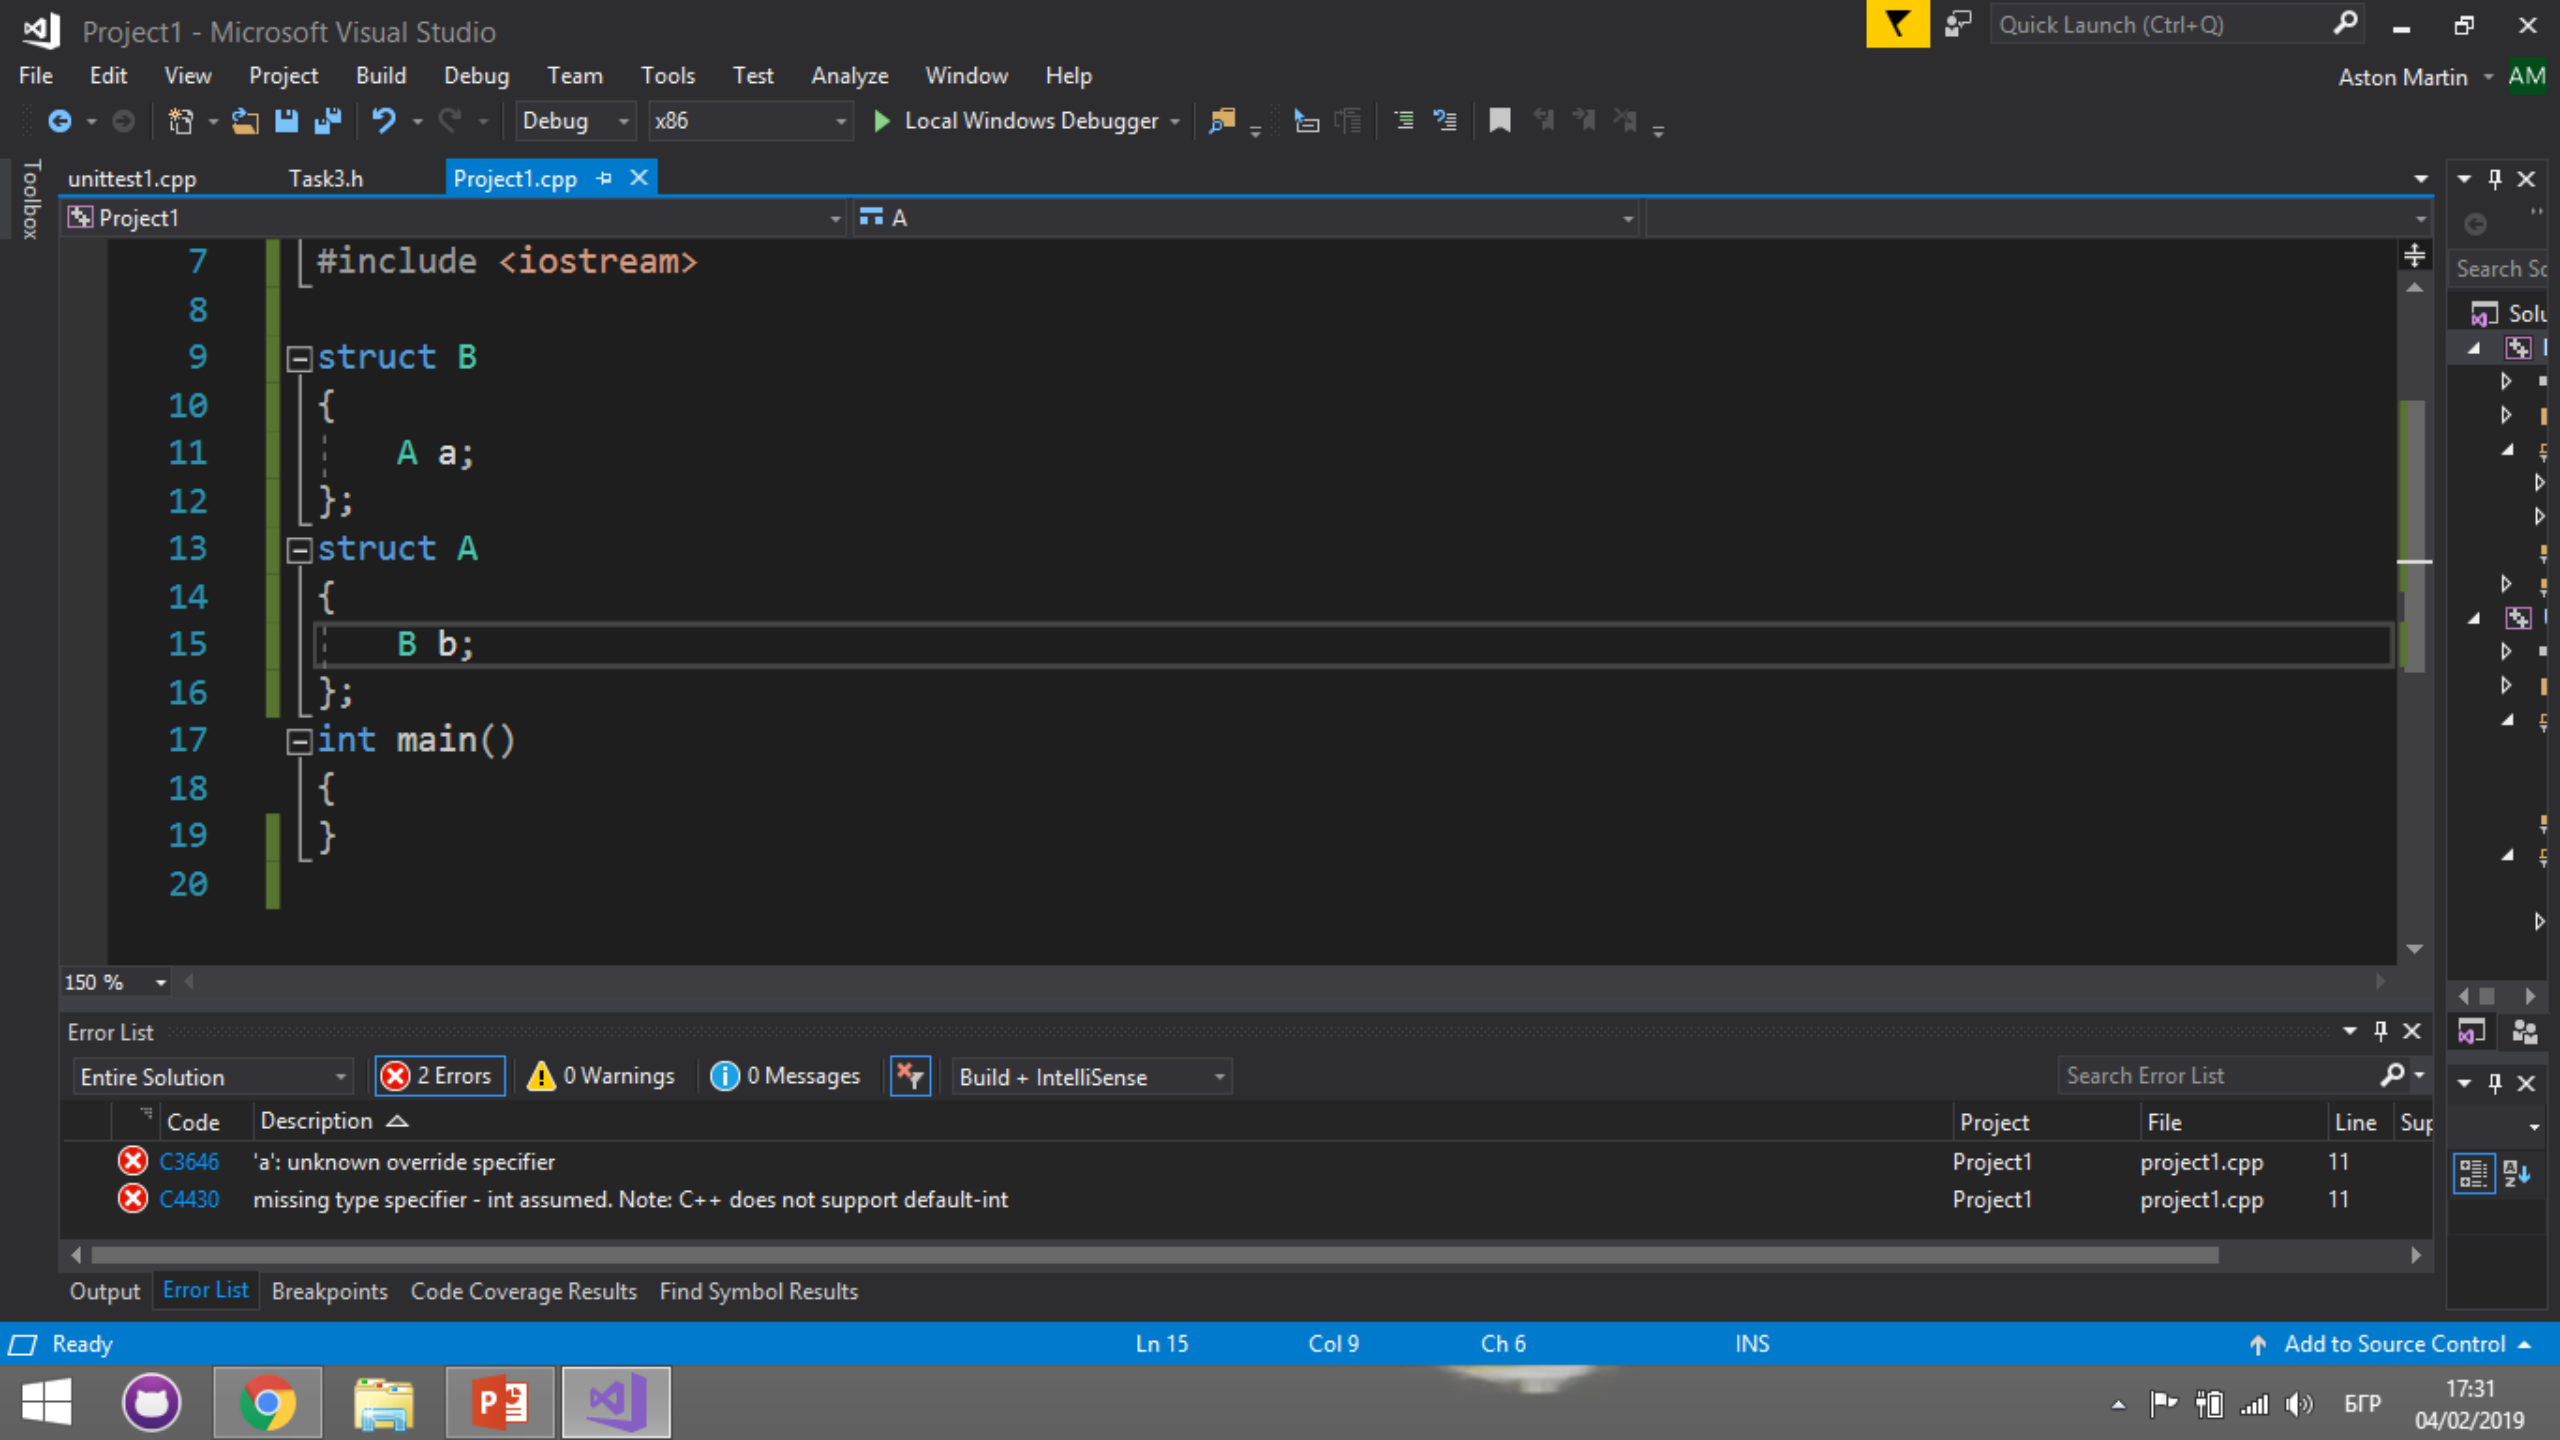 Project1 - Microsoft Visual Studio
Quick Launch (Ctrl+Q)
File Edit View Project Build Debug Team Tools Test Analyze Window Help
Aston Martin AM
Debug x86 Local Windows Debugger
Toolbox
unittest1.cpp Task3.h Project1.cpp
Project1 A
7 #include <iostream>
8
9 struct B
10 {
11 A a;
12 };
13 struct A
14 {
15 B b;
16 };
17 int main()
18 {
19 }
20
Search So
Solu
150 %
Error List
Entire Solution 2 Errors 0 Warnings 0 Messages Build + IntelliSense Search Error List
Code Description Project File Line Sup
C3646 'a': unknown override specifier Project1 project1.cpp 11
C4430 missing type specifier - int assumed. Note: C++ does not support default-int Project1 project1.cpp 11
Output Error List Breakpoints Code Coverage Results Find Symbol Results
Ready Ln 15 Col 9 Ch 6 INS Add to Source Control
БГР 17:31
04/02/2019